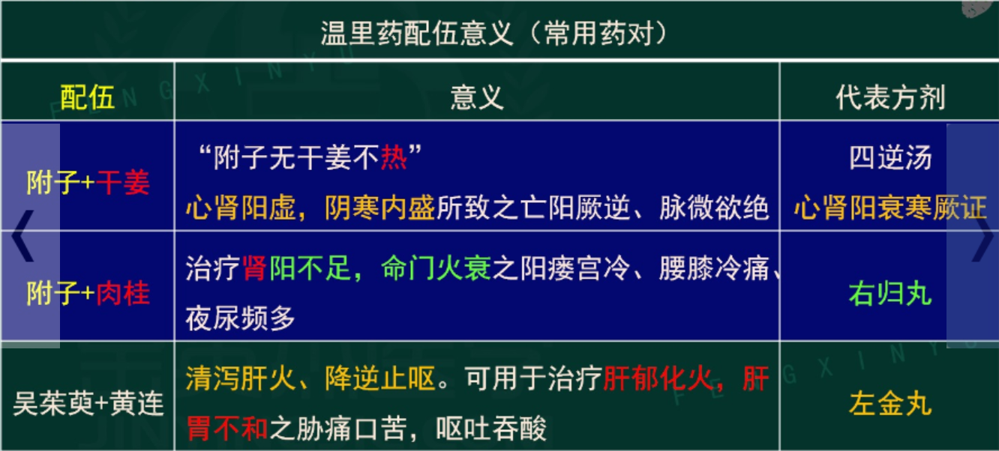 温里药配伍意义（常用药对）
配伍 意义 代表方剂
附子+干姜
“附子无干姜不热”
心肾阳虚，阴寒内盛所致之亡阳厥逆、脉微欲绝
四逆汤
心肾阳衰寒厥证
附子+肉桂
治疗肾阳不足，命门火衰之阳痿宫冷、腰膝冷痛、
夜尿频多
右归丸
吴茱萸+黄连
清泻肝火、降逆止呕。可用于治疗肝郁化火，肝
胃不和之胁痛口苦，呕吐吞酸
左金丸
FENGXINYU
FENGXINYU